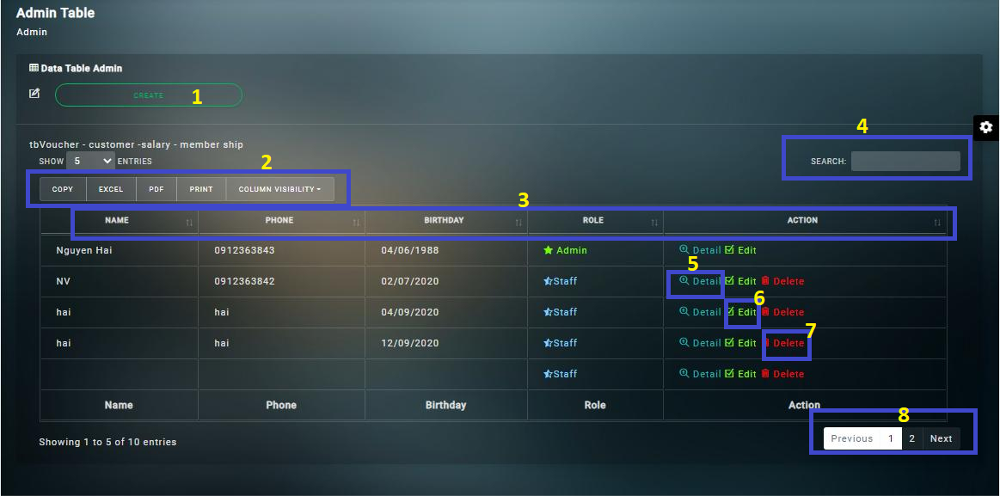 Admin Table
Admin
Data Table Admin
CREATE 1
tbVoucher - customer -salary - member ship
SHOW 5 ENTRIES
4
SEARCH:
2
COPY EXCEL PDF PRINT COLUMN VISIBILITY
3
NAME PHONE BIRTHDAY ROLE ACTION
Nguyen Hai 0912363843 04/06/1988 Admin Detail Edit
5
NV 0912363842 02/07/2020 Staff Detail Edit Delete
6
hai hai 04/09/2020 Staff Detail Edit Delete
7
hai hai 12/09/2020 Staff Detail Edit Delete
Staff Detail Edit Delete
Name Phone Birthday Role Action
8
Showing 1 to 5 of 10 entries
Previous 1 2 Next